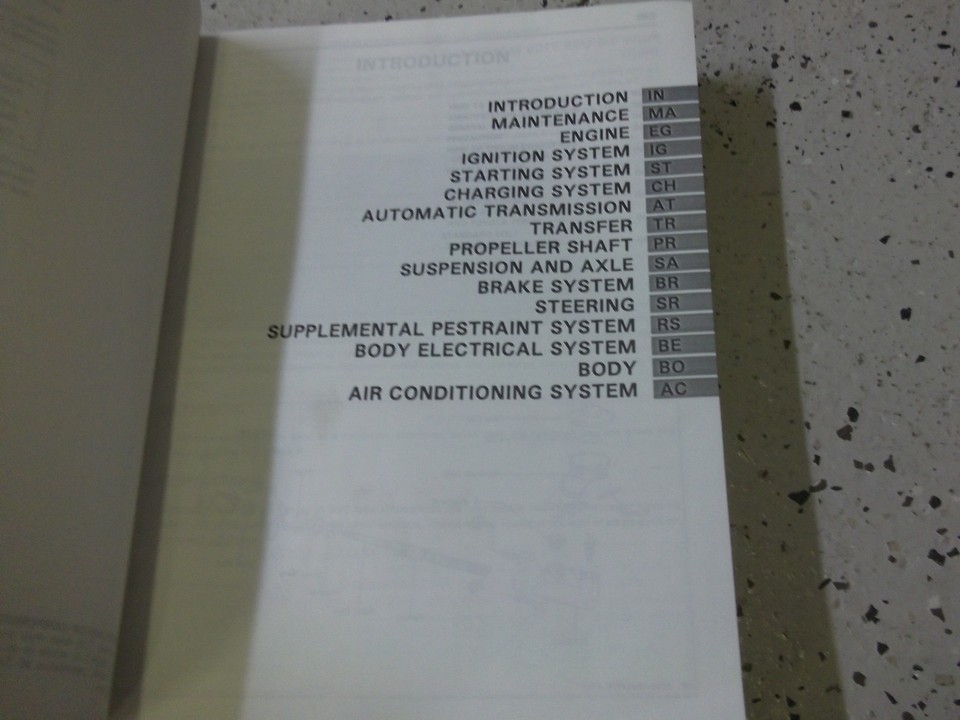 INTRODUCTION
INTRODUCTION IN
MAINTENANCE MA
ENGINE EG
IGNITION SYSTEM IG
STARTING SYSTEM ST
CHARGING SYSTEM CH
AUTOMATIC TRANSMISSION AT
TRANSFER TR
PROPELLER SHAFT PR
SUSPENSION AND AXLE SA
BRAKE SYSTEM BR
STEERING SR
SUPPLEMENTAL PESTRAINT SYSTEM RS
BODY ELECTRICAL SYSTEM BE
BODY BO
AIR CONDITIONING SYSTEM AC